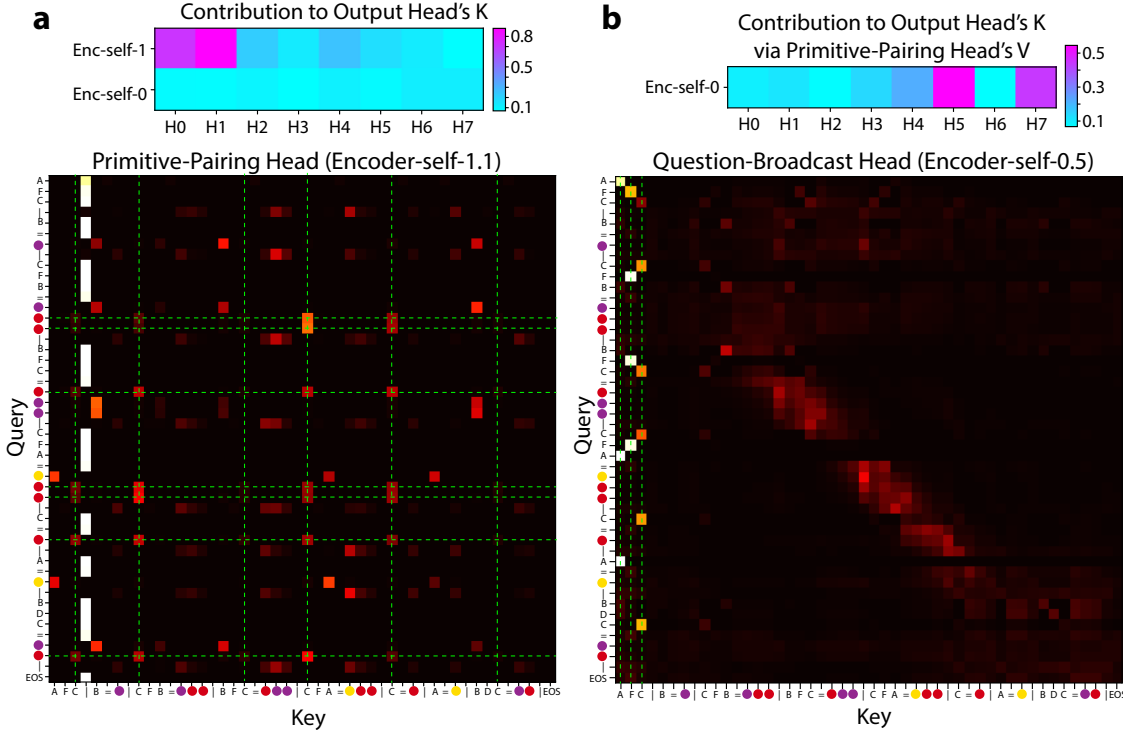 a
Contribution to Output Head's K
Enc-self-1
Enc-self-0
H0 H1 H2 H3 H4 H5 H6 H7
0.8
0.5
0.1
Primitive-Pairing Head (Encoder-self-1.1)
Query
A
F
C
|
B
=
|
C
F
B
=
|
B
F
C
=
|
C
F
A
=
|
C
=
|
A
=
|
B
D
C
=
|
EOS
A F C | B = | C F B = | B F C = | C F A = | C = | A = | B D C = | EOS
Key
b
Contribution to Output Head's K
via Primitive-Pairing Head's V
Enc-self-0
H0 H1 H2 H3 H4 H5 H6 H7
0.5
0.3
0.1
Question-Broadcast Head (Encoder-self-0.5)
Query
A
F
C
|
B
=
|
C
F
B
=
|
B
F
C
=
|
C
F
A
=
|
C
=
|
A
=
|
B
D
C
=
|
EOS
A F C | B = | C F B = | B F C = | C F A = | C = | A = | B D C = | EOS
Key